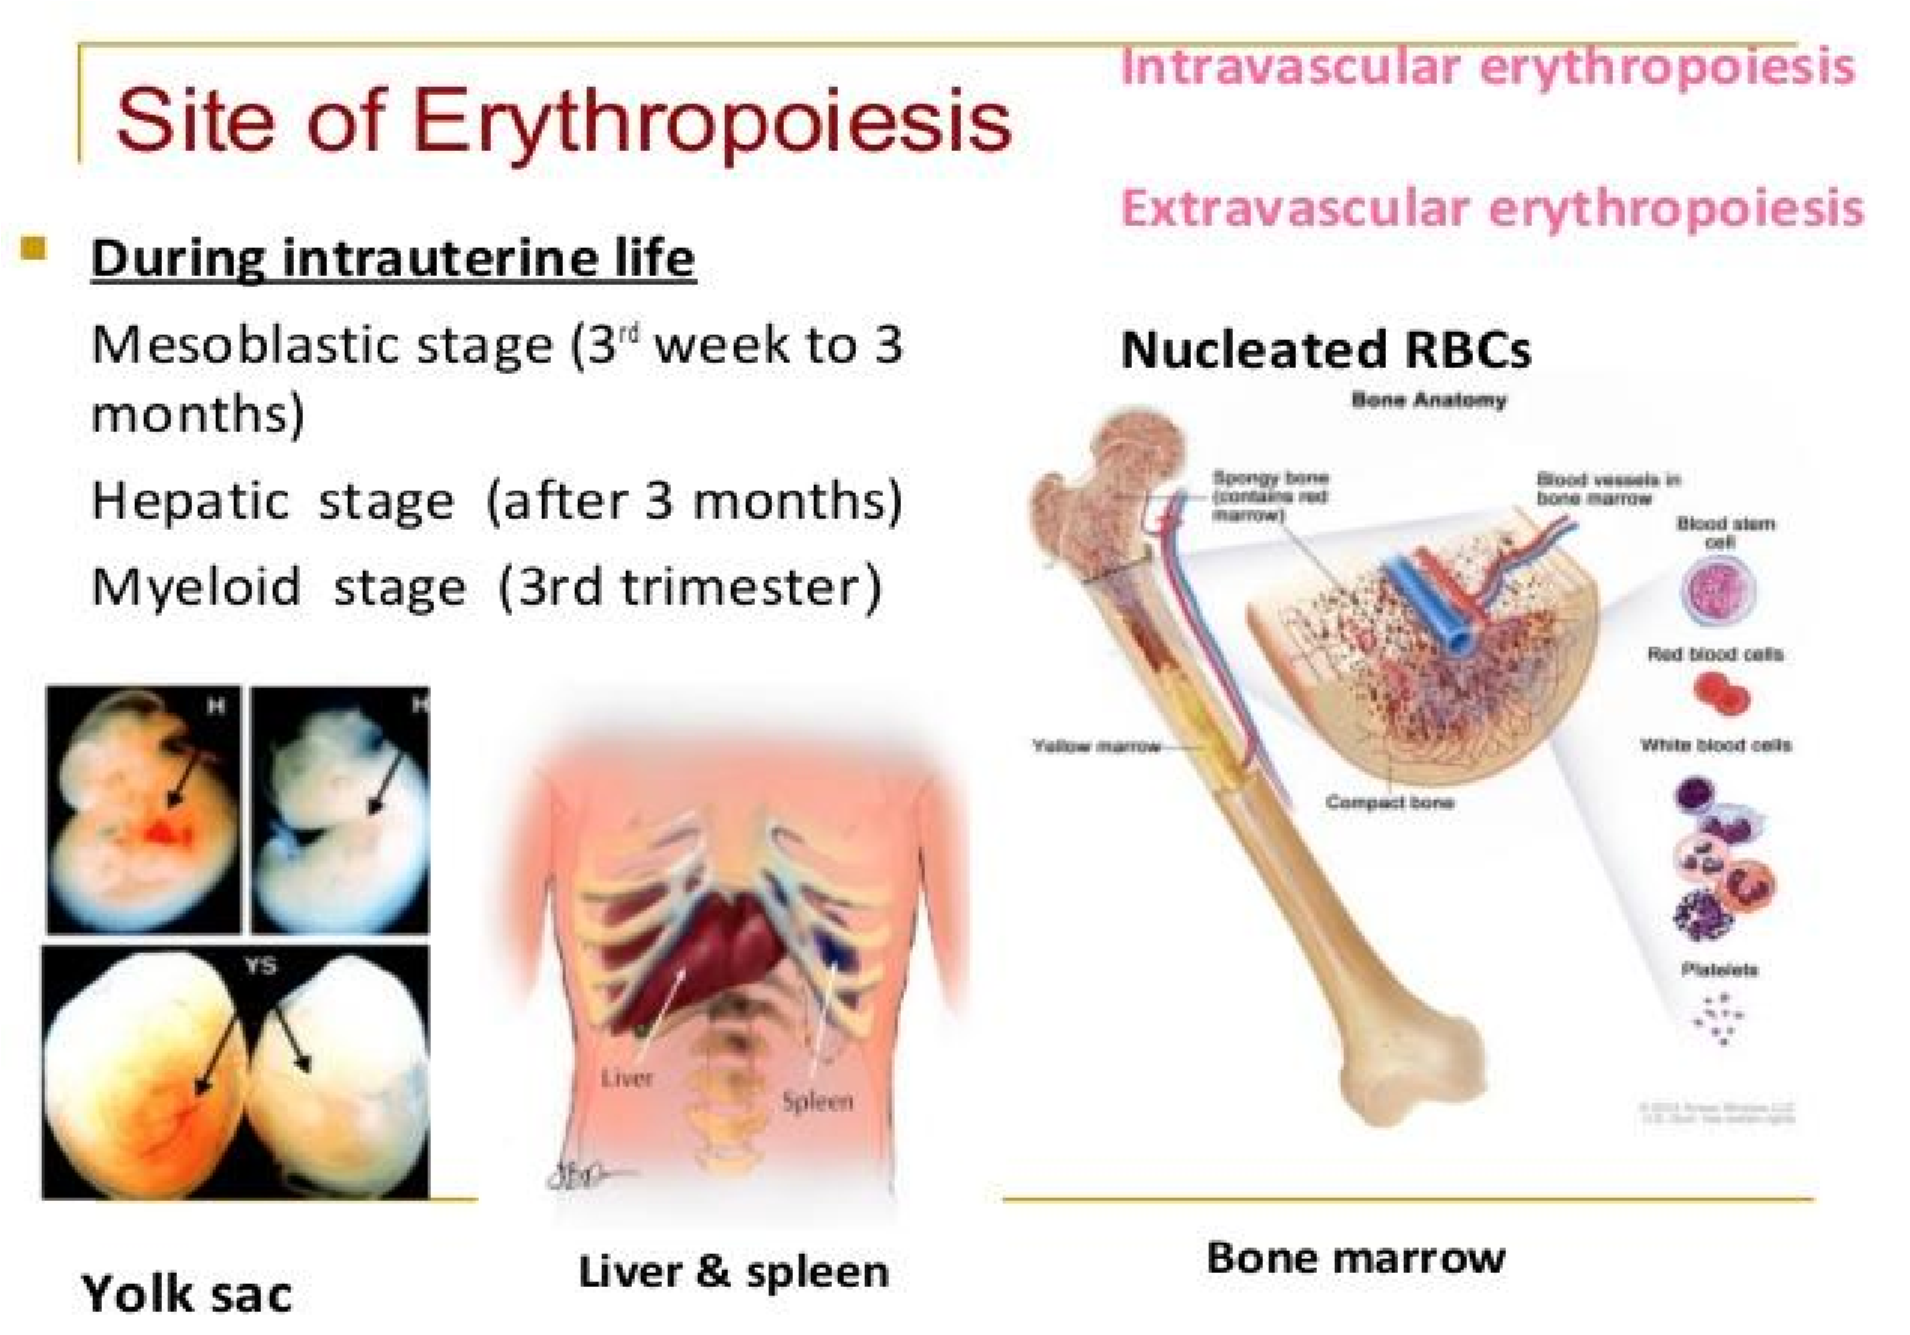 Site of Erythropoiesis
Intravascular erythropoiesis
Extravascular erythropoiesis
During intrauterine life
Mesoblastic stage (3rd week to 3
months)
Hepatic stage (after 3 months)
Myeloid stage (3rd trimester)
Nucleated RBCs
Bone Anatomy
Spongy bone
(contains red
marrow)
Blood vessels in
bone marrow
Blood stem
cell
Red blood cells
White blood cells
Yellow marrow
Compact bone
Platelets
H
H
YS
Liver
Spleen
Yolk sac
Liver & spleen
Bone marrow